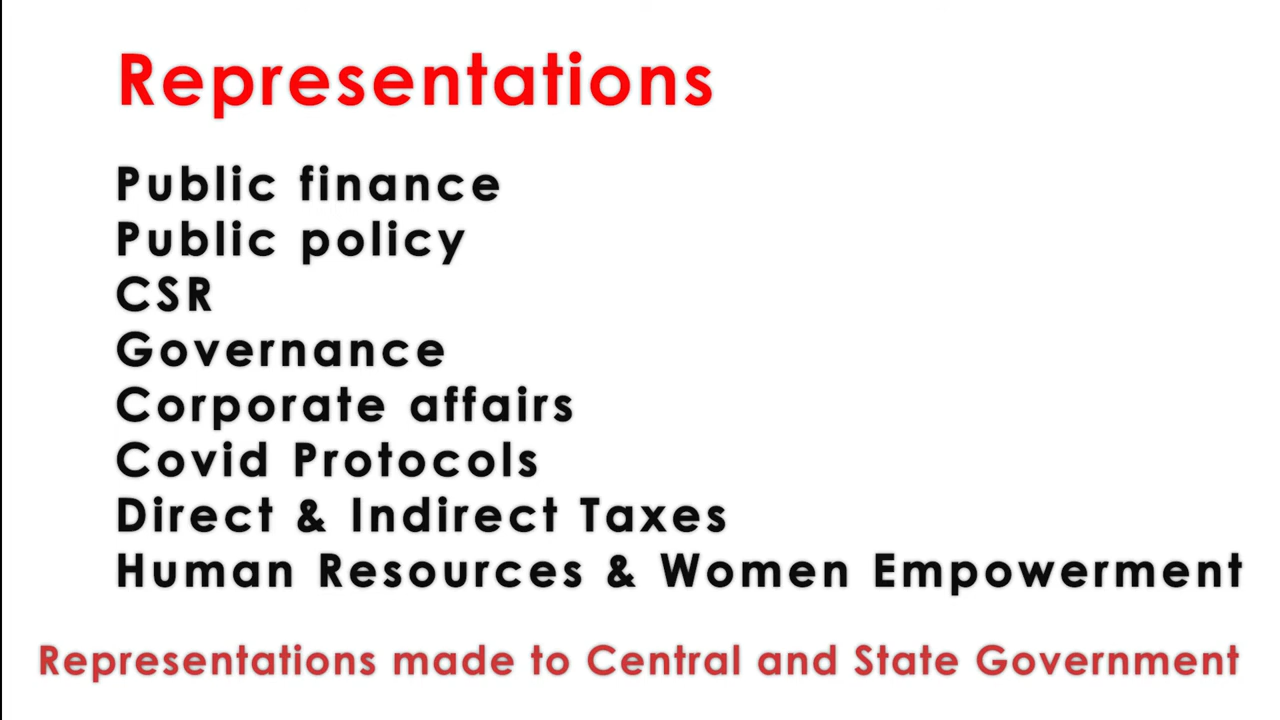 Representations
Public finance
Public policy
CSR
Governance
Corporate affairs
Covid Protocols
Direct & Indirect Taxes
Human Resources & Women Empowerment
Representations made to Central and State Government